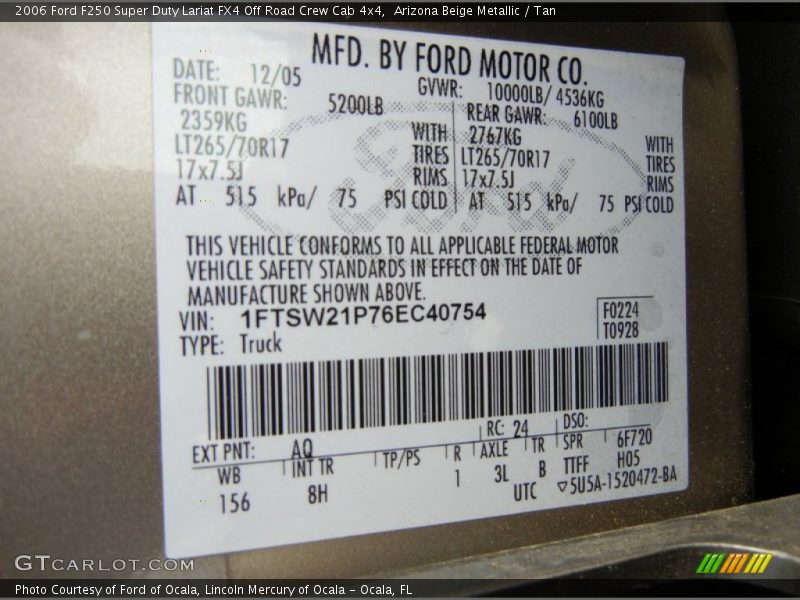 2006 Ford F250 Super Duty Lariat FX4 Off Road Crew Cab 4x4, Arizona Beige Metallic / Tan
MFD. BY FORD MOTOR CO.
DATE: 12/05 GVWR: 10000LB/ 4536KG
FRONT GAWR: 5200LB REAR GAWR: 6100LB
2359KG WITH 2767KG WITH
LT265/70R17 TIRES LT265/70R17 TIRES
17x7.5J RIMS 17x7.5J RIMS
AT 515 kPa/ 75 PSI COLD AT 515 kPa/ 75 PSI COLD
Ford
THIS VEHICLE CONFORMS TO ALL APPLICABLE FEDERAL MOTOR
VEHICLE SAFETY STANDARDS IN EFFECT ON THE DATE OF
MANUFACTURE SHOWN ABOVE.
VIN: 1FTSW21P76EC40754 F0224
TYPE: Truck T0928
EXT PNT: AQ RC: 24 DSO:
WB INT TR TP/PS R AXLE TR SPR 6F720
156 8H 1 3L B TTFF H05
UTC ▽5U5A-1520472-BA
GTCARLOT.COM
Photo Courtesy of Ford of Ocala, Lincoln Mercury of Ocala - Ocala, FL